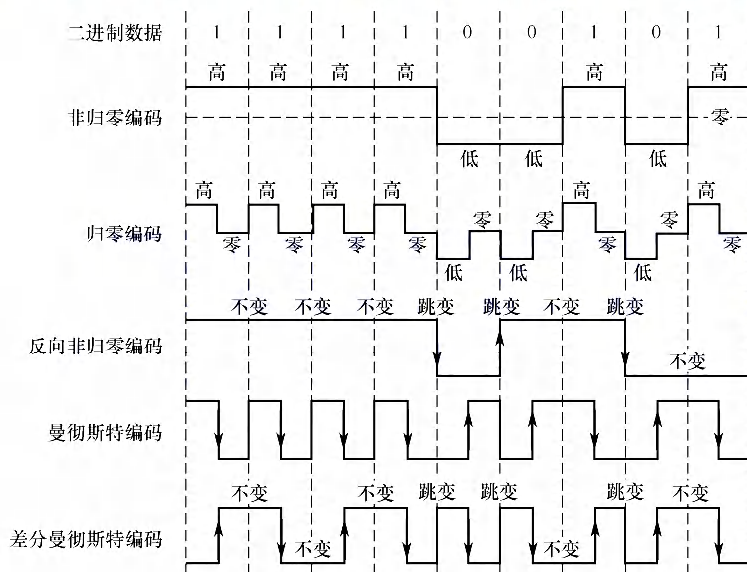 二进制数据 1 1 1 1 0 0 1 0 1
高 高 高 高 高 高
非归零编码 零
低 低 低
高 高 高 高 零 零 高 零 高
归零编码
零 零 零 零 零 零
低 低 低
不变 不变 不变 跳变 跳变 不变 跳变
反向非归零编码 不变
曼彻斯特编码
不变 不变 跳变 跳变 跳变 不变
差分曼彻斯特编码 不变 不变